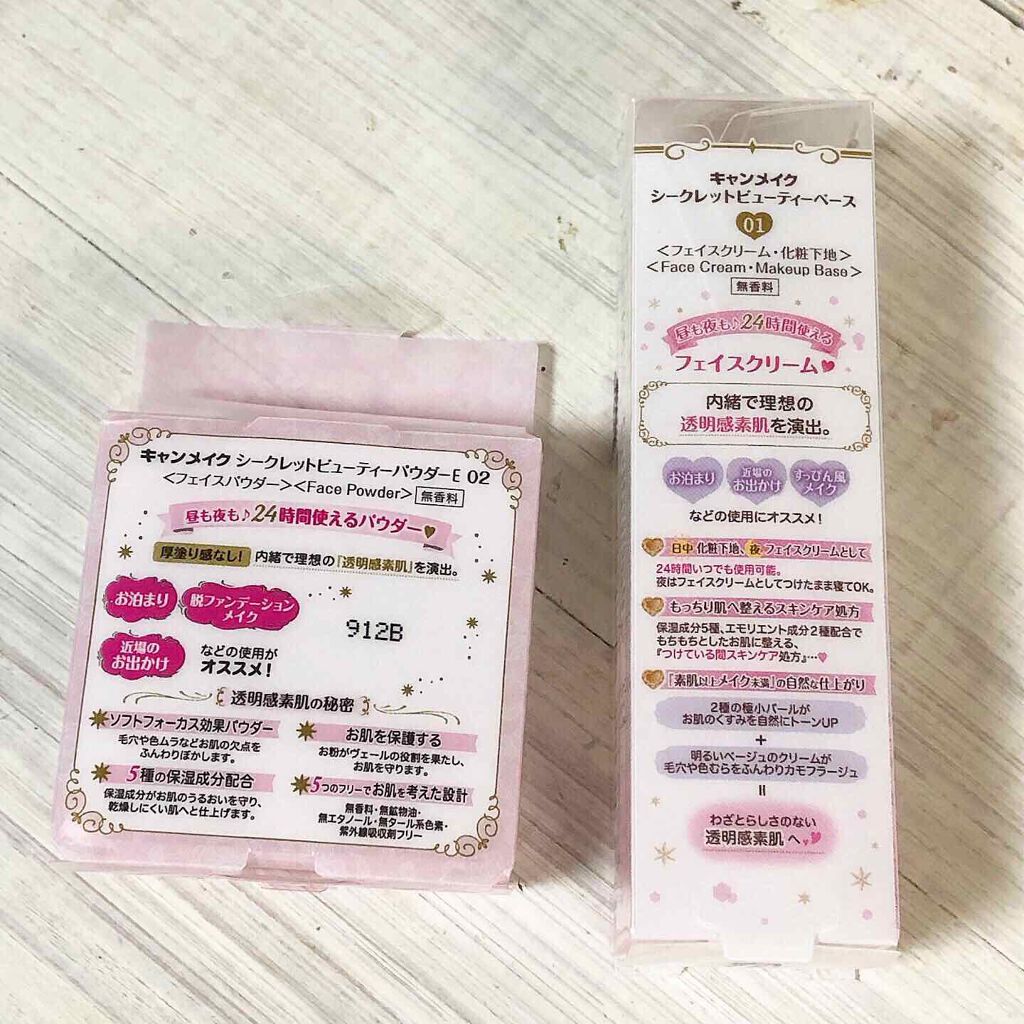 キャンメイク シークレットビューティーパウダーE 02
<フェイスパウダー><Face Powder> 無香料
昼も夜も♪24時間使えるパウダー♥
厚塗り感なし! 内緒で理想の『透明感素肌』を演出。
お泊まり
脱ファンデーション
メイク
近場の
お出かけ
などの使用が
オススメ!
912B
透明感素肌の秘密
ソフトフォーカス効果パウダー
毛穴や色ムラなどお肌の欠点を
ふんわりぼかします。
お肌を保護する
お粉がヴェールの役割を果たし、
お肌を守ります。
5種の保湿成分配合
保湿成分がお肌のうるおいを守り、
乾燥しにくい肌へと仕上げます。
5つのフリーでお肌を考えた設計
無香料・無鉱物油・
無エタノール・無タール系色素・
紫外線吸収剤フリー
キャンメイク
シークレットビューティーベース
01
<フェイスクリーム・化粧下地>
<Face Cream・Makeup Base>
無香料
昼も夜も♪24時間使える
フェイスクリーム♥
内緒で理想の
透明感素肌を演出。
お泊まり
近場の
お出かけ
すっぴん風
メイク
などの使用にオススメ!
日中 化粧下地、夜 フェイスクリームとして
24時間いつでも使用可能。
夜はフェイスクリームとしてつけたまま寝てOK。
もっちり肌へ整えるスキンケア処方
保湿成分5種、エモリエント成分2種配合で
もちもちとしたお肌に整える、
『つけている間スキンケア処方』…♥
「素肌以上メイク未満」の自然な仕上がり
2種の極小パールが
お肌のくすみを自然にトーンUP
+
明るいベージュのクリームが
毛穴や色むらをふんわりカモフラージュ
=
わざとらしさのない
透明感素肌へ♥♥